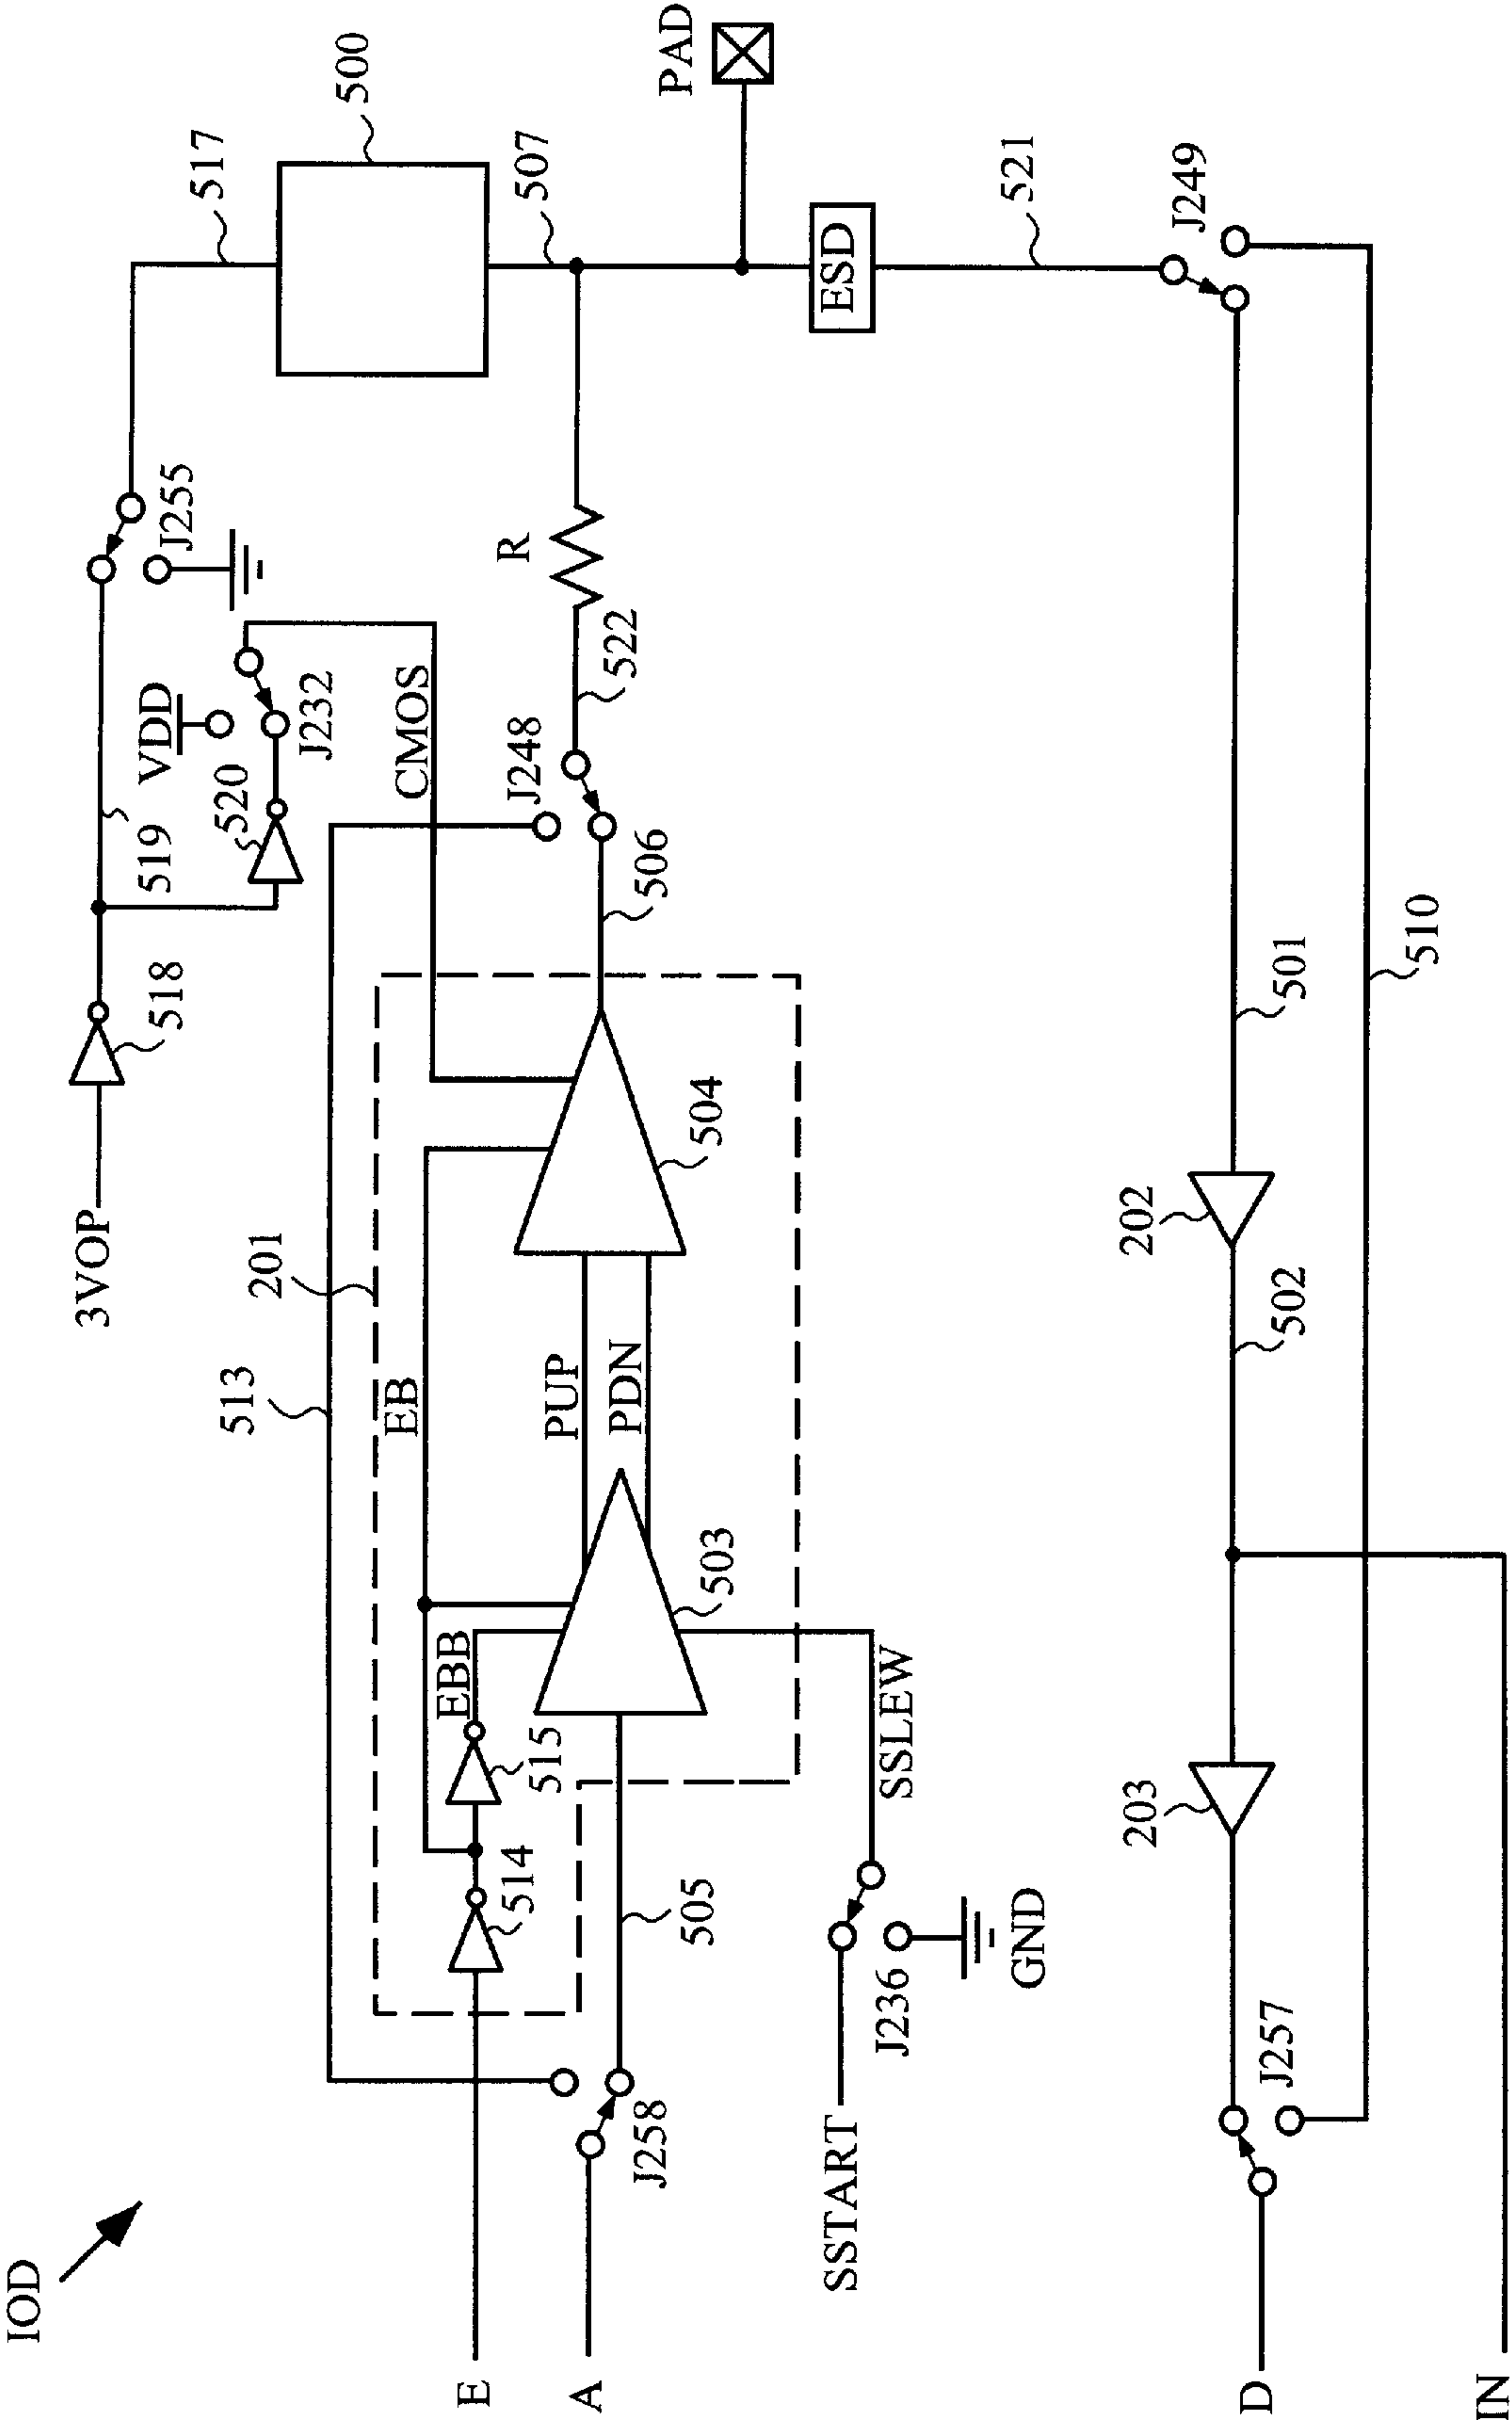 IOD
3VOP
518
519
520
VDD
J232
J255
517
500
507
PAD
513
201
EB
CMOS
J248
506
522
R
EBB
514
515
PUP
PDN
503
504
E
A
J258
505
SSTART
J236
GND
SSLEW
ESD
521
J249
D
J257
203
502
202
501
510
IN